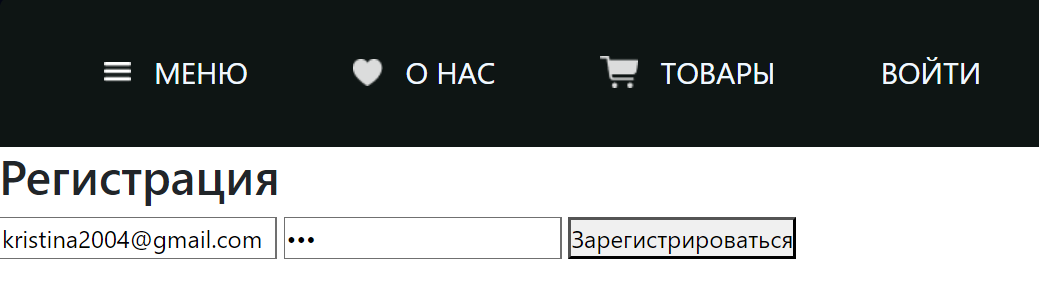 МЕНЮ О НАС ТОВАРЫ ВОЙТИ
Регистрация
kristina2004@gmail.com ••• Зарегистрироваться